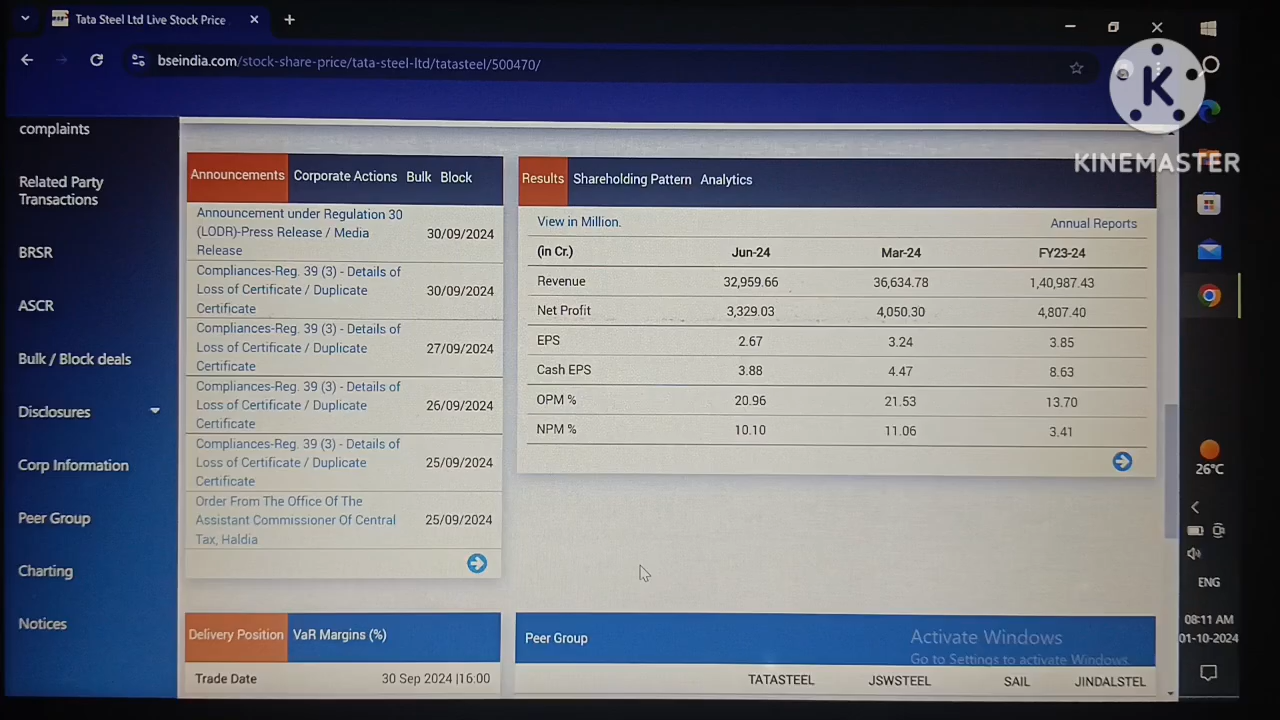 Tata Steel Ltd Live Stock Price
bseindia.com/stock-share-price/tata-steel-ltd/tatasteel/500470/
K
KINEMASTER
complaints
Related Party
Transactions
BRSR
ASCR
Bulk / Block deals
Disclosures
Corp Information
Peer Group
Charting
Notices
Announcements Corporate Actions Bulk Block
Announcement under Regulation 30
(LODR)-Press Release / Media
Release
30/09/2024
Compliances-Reg. 39 (3) - Details of
Loss of Certificate / Duplicate
Certificate
30/09/2024
Compliances-Reg. 39 (3) - Details of
Loss of Certificate / Duplicate
Certificate
27/09/2024
Compliances-Reg. 39 (3) - Details of
Loss of Certificate / Duplicate
Certificate
26/09/2024
Compliances-Reg. 39 (3) - Details of
Loss of Certificate / Duplicate
Certificate
25/09/2024
Order From The Office Of The
Assistant Commissioner Of Central
Tax, Haldia
25/09/2024
Results Shareholding Pattern Analytics
View in Million. Annual Reports
(in Cr.) Jun-24 Mar-24 FY23-24
Revenue 32,959.66 36,634.78 1,40,987.43
Net Profit 3,329.03 4,050.30 4,807.40
EPS 2.67 3.24 3.85
Cash EPS 3.88 4.47 8.63
OPM % 20.96 21.53 13.70
NPM % 10.10 11.06 3.41
Delivery Position VaR Margins (%)
Trade Date 30 Sep 2024 |16:00
Peer Group
TATASTEEL JSWSTEEL SAIL JINDALSTEL
Activate Windows
Go to Settings to activate Windows.
26°C
ENG
08:11 AM
01-10-2024